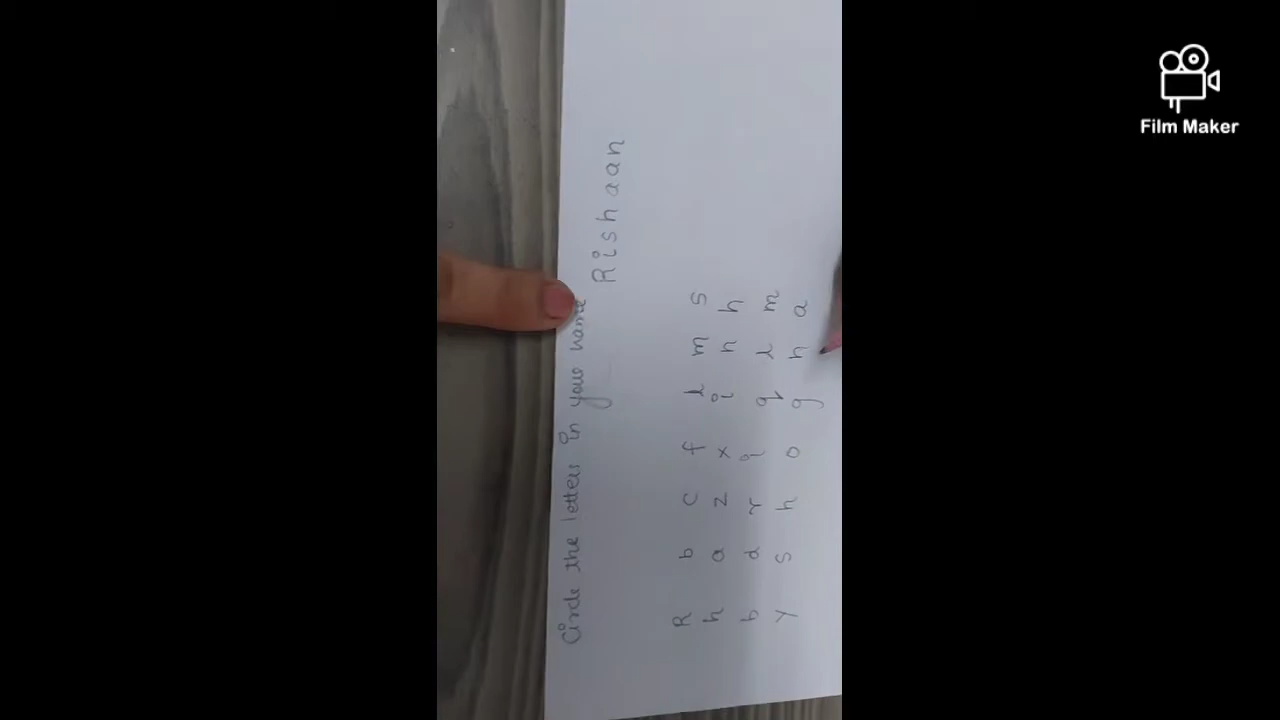 Circle the letters in your name
Rishaan
R b c f l m s
h a z x i n h
b d r i q l m
y s h o g n a
Film Maker